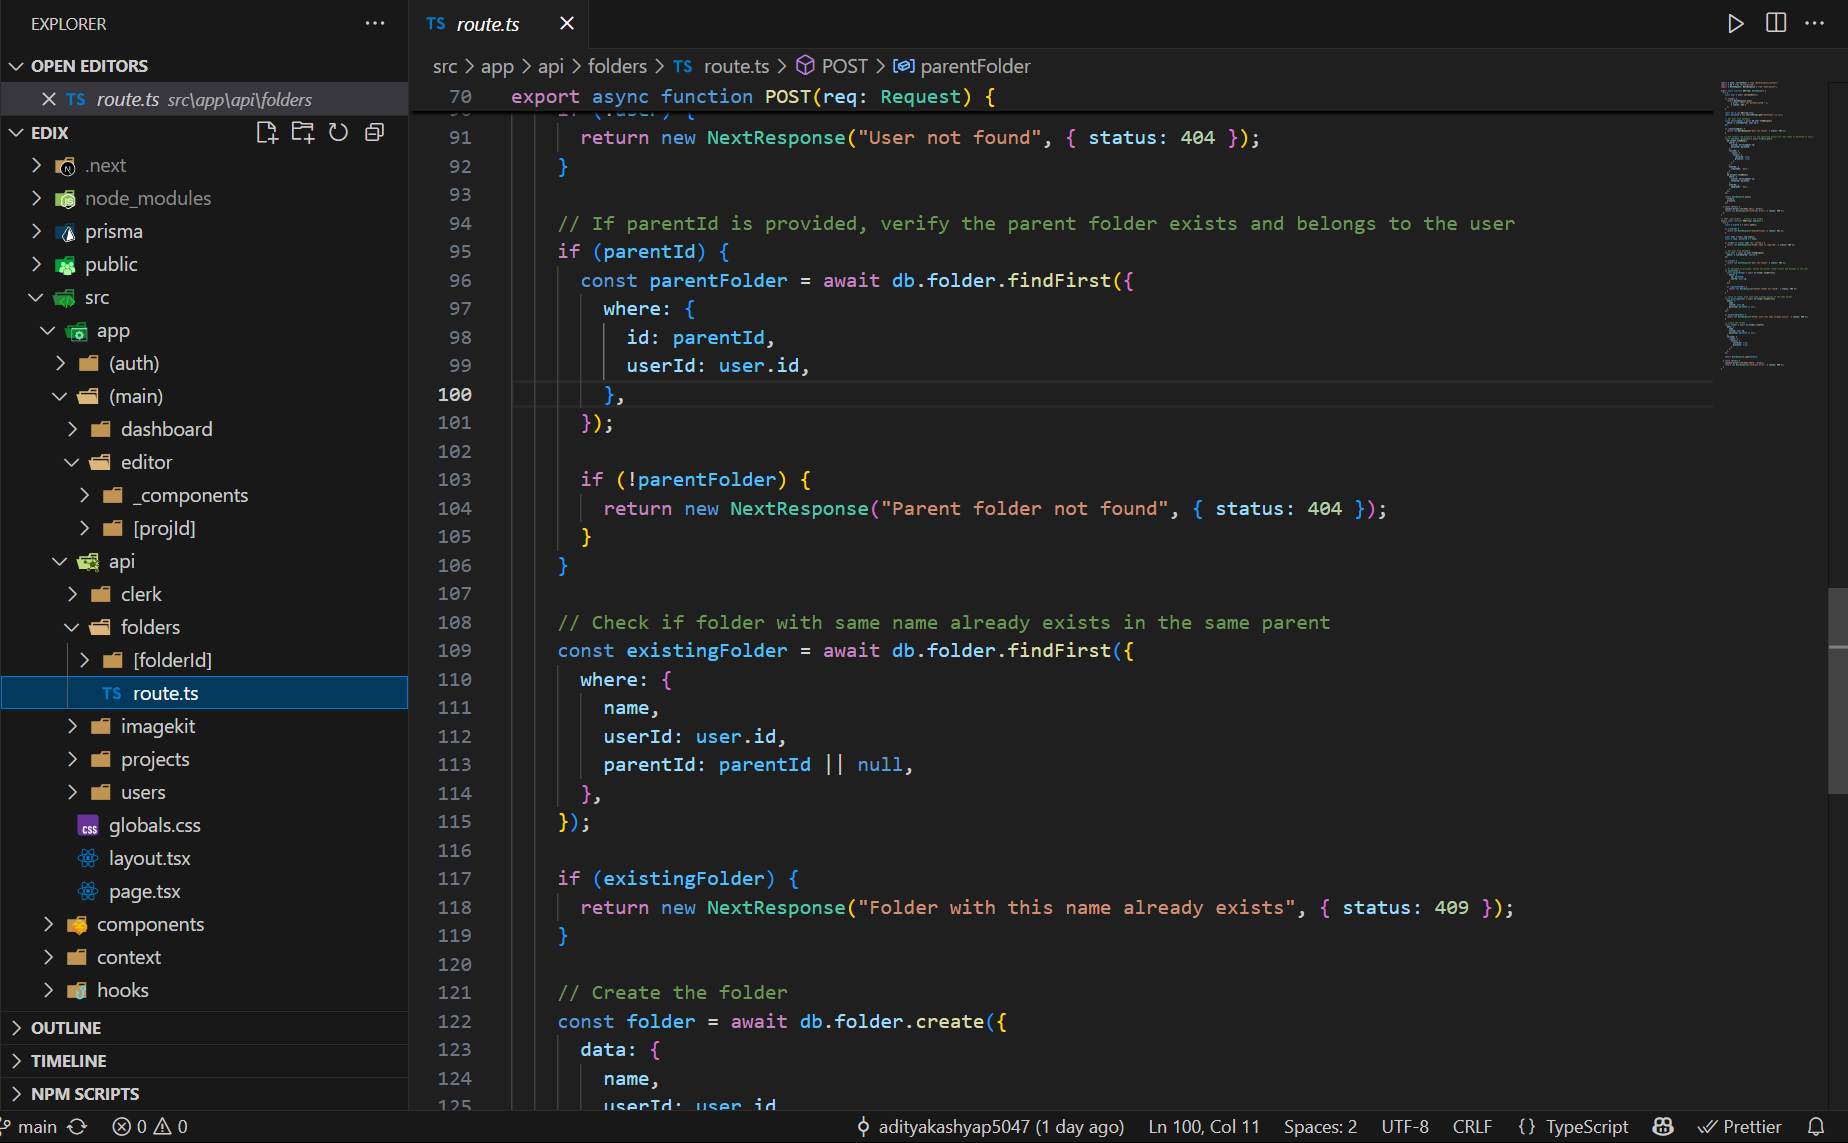 EXPLORER
OPEN EDITORS
TS route.ts src\app\api\folders
EDIX
.next
node_modules
prisma
public
src
app
(auth)
(main)
dashboard
editor
_components
[projId]
api
clerk
folders
[folderId]
TS route.ts
imagekit
projects
users
globals.css
layout.tsx
page.tsx
components
context
hooks
OUTLINE
TIMELINE
NPM SCRIPTS
TS route.ts
src > app > api > folders > TS route.ts > POST > parentFolder
70 export async function POST(req: Request) {
91 return new NextResponse("User not found", { status: 404 });
92 }
93
94 // If parentId is provided, verify the parent folder exists and belongs to the user
95 if (parentId) {
96 const parentFolder = await db.folder.findFirst({
97 where: {
98 id: parentId,
99 userId: user.id,
100 },
101 });
102
103 if (!parentFolder) {
104 return new NextResponse("Parent folder not found", { status: 404 });
105 }
106 }
107
108 // Check if folder with same name already exists in the same parent
109 const existingFolder = await db.folder.findFirst({
110 where: {
111 name,
112 userId: user.id,
113 parentId: parentId || null,
114 },
115 });
116
117 if (existingFolder) {
118 return new NextResponse("Folder with this name already exists", { status: 409 });
119 }
120
121 // Create the folder
122 const folder = await db.folder.create({
123 data: {
124 name,
125 userId: user.id
main 0 0 adityakashyap5047 (1 day ago) Ln 100, Col 11 Spaces: 2 UTF-8 CRLF {} TypeScript Prettier